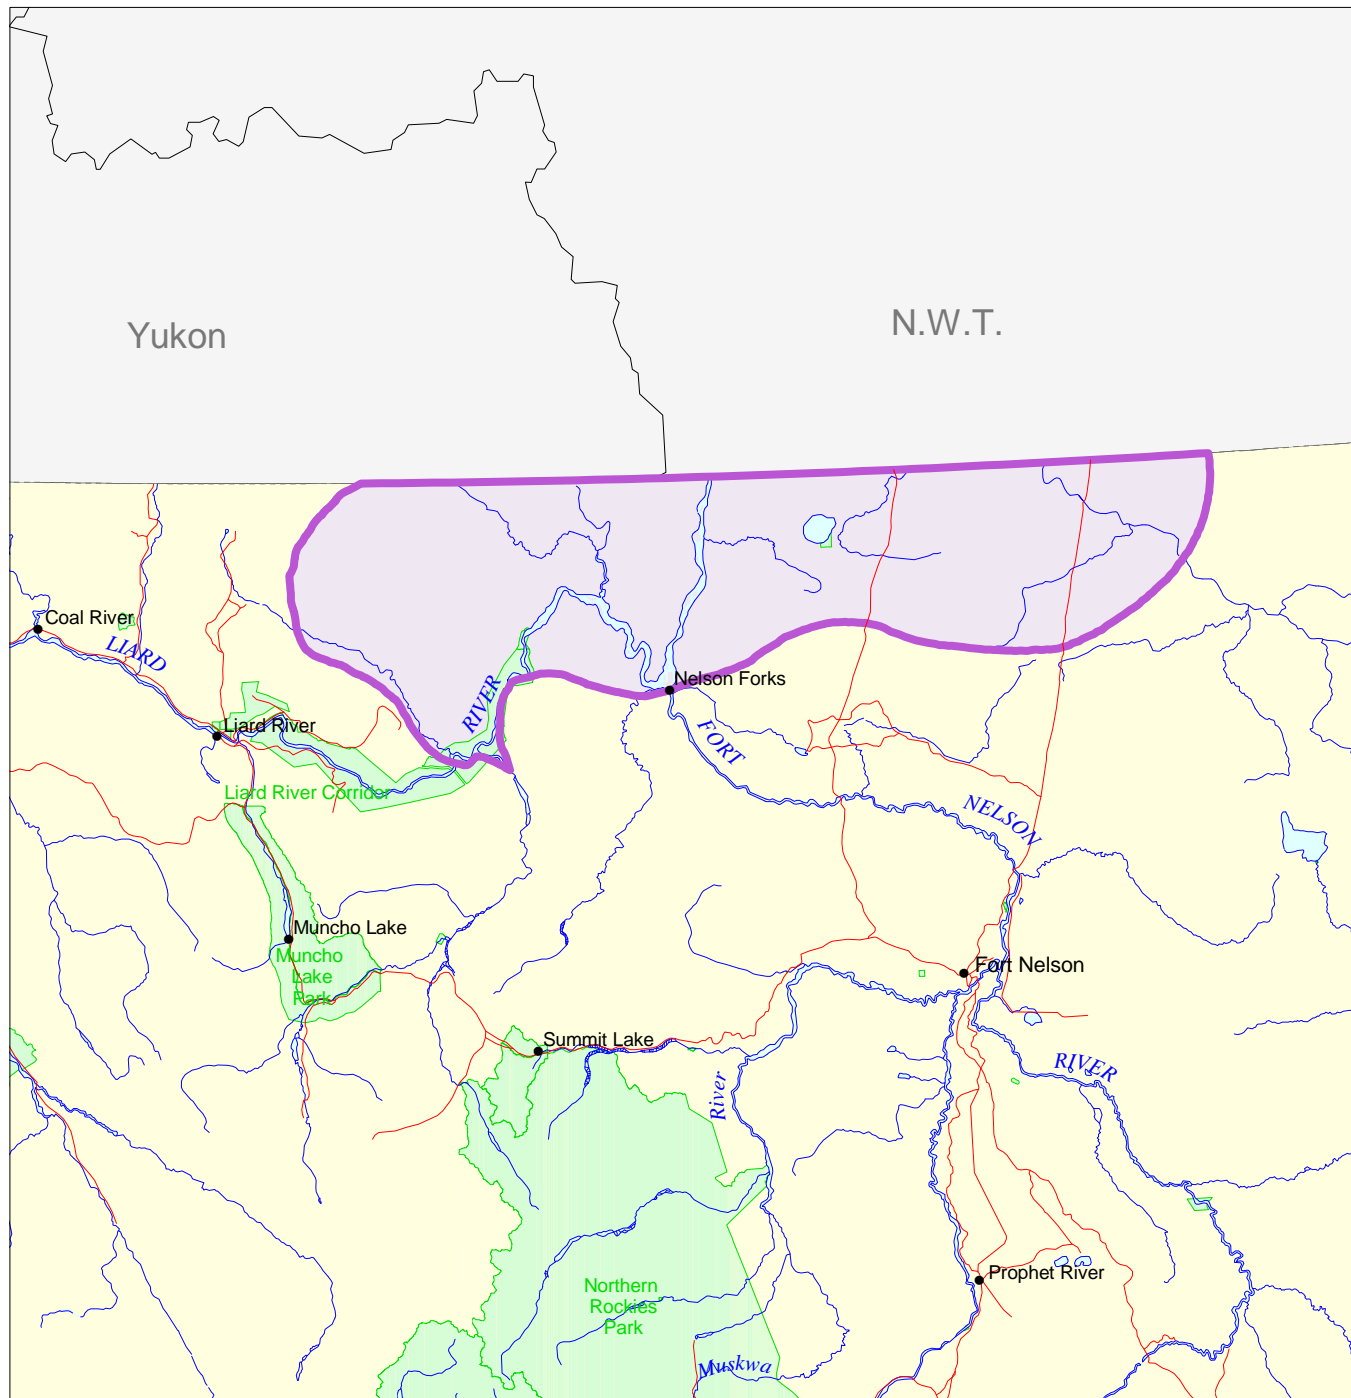 N.W.T.
Yukon
Coal River
LIARD
RIVER
Nelson Forks
Liard River
FORT
Liard River Corrider
NELSON
Muncho Lake
Muncho
Lake
Park
Fort Nelson
Summit Lake
RIVER
River
Prophet River
Northern
Rockies
Park
Muskwa